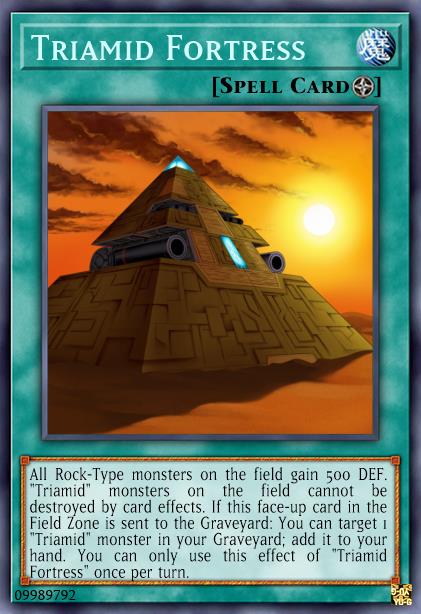 Triamid Fortress
魔
[Spell Card]
All Rock-Type monsters on the field gain 500 DEF.
"Triamid" monsters on the field cannot be
destroyed by card effects. If this face-up card in the
Field Zone is sent to the Graveyard: You can target 1
"Triamid" monster in your Graveyard; add it to your
hand. You can only use this effect of "Triamid
Fortress" once per turn.
09989792